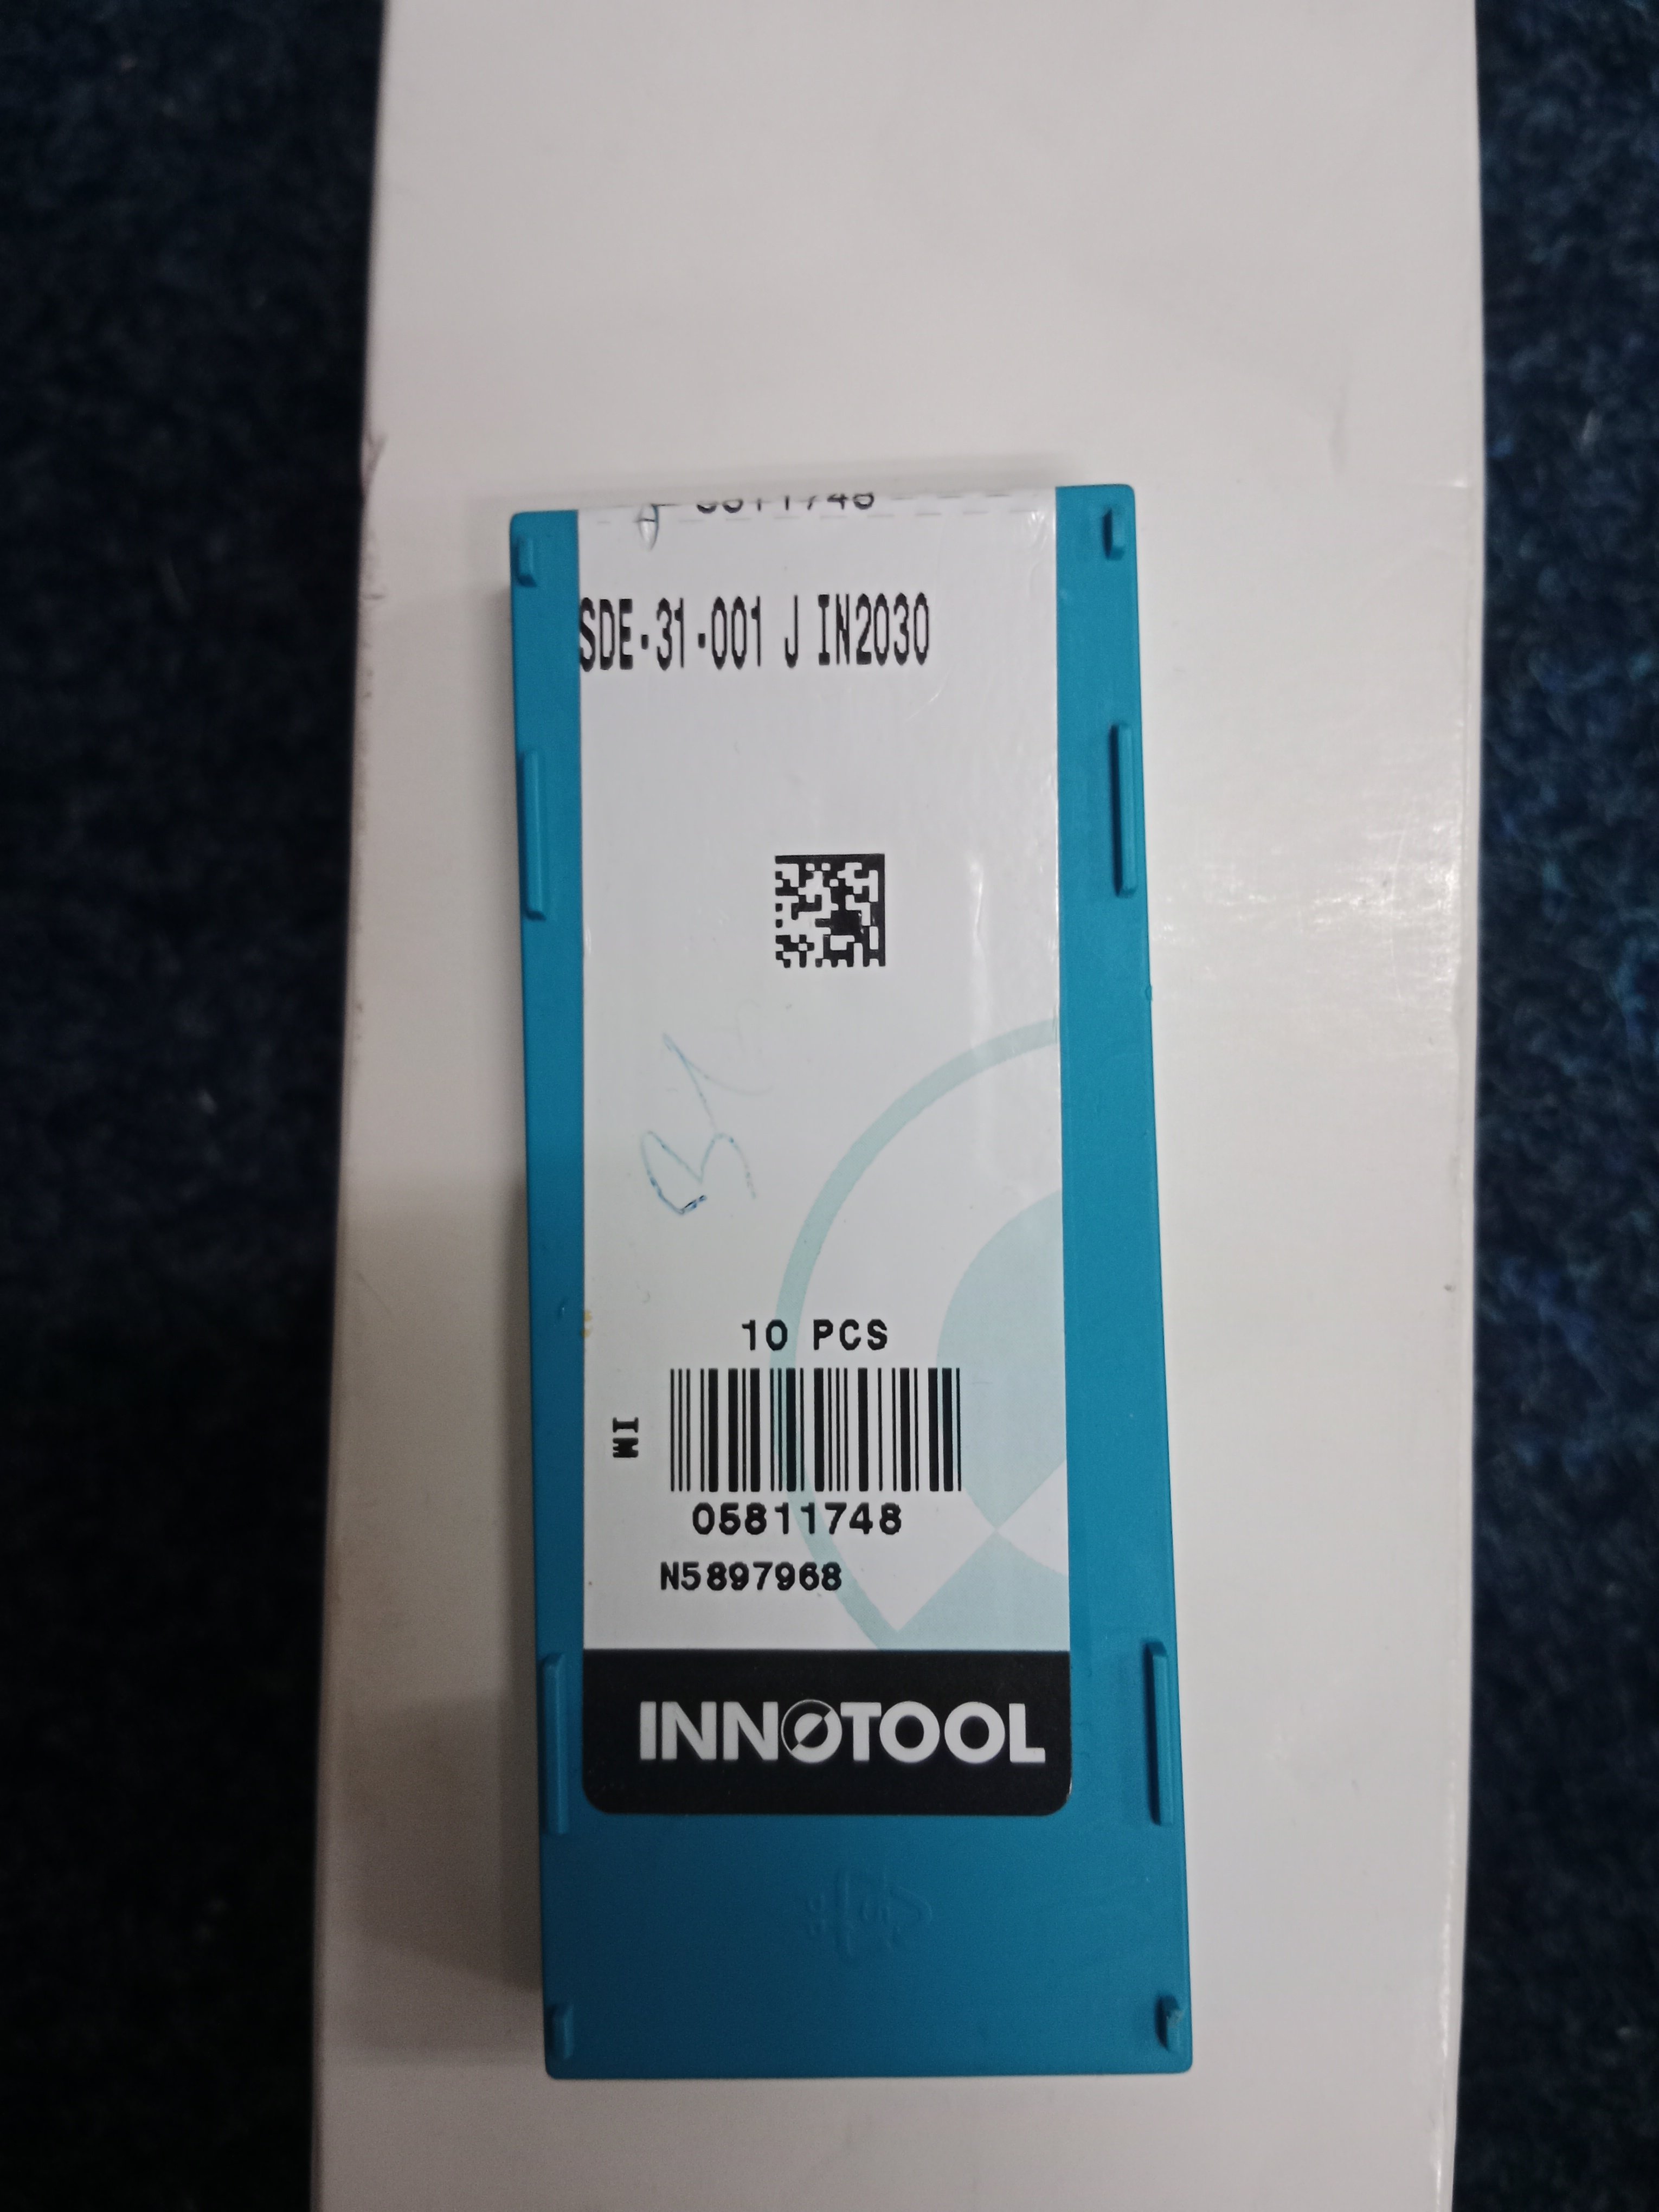 SDE-31-001 J IN2030
10 PCS
IM
05811748
N5897968
INNOTOOL